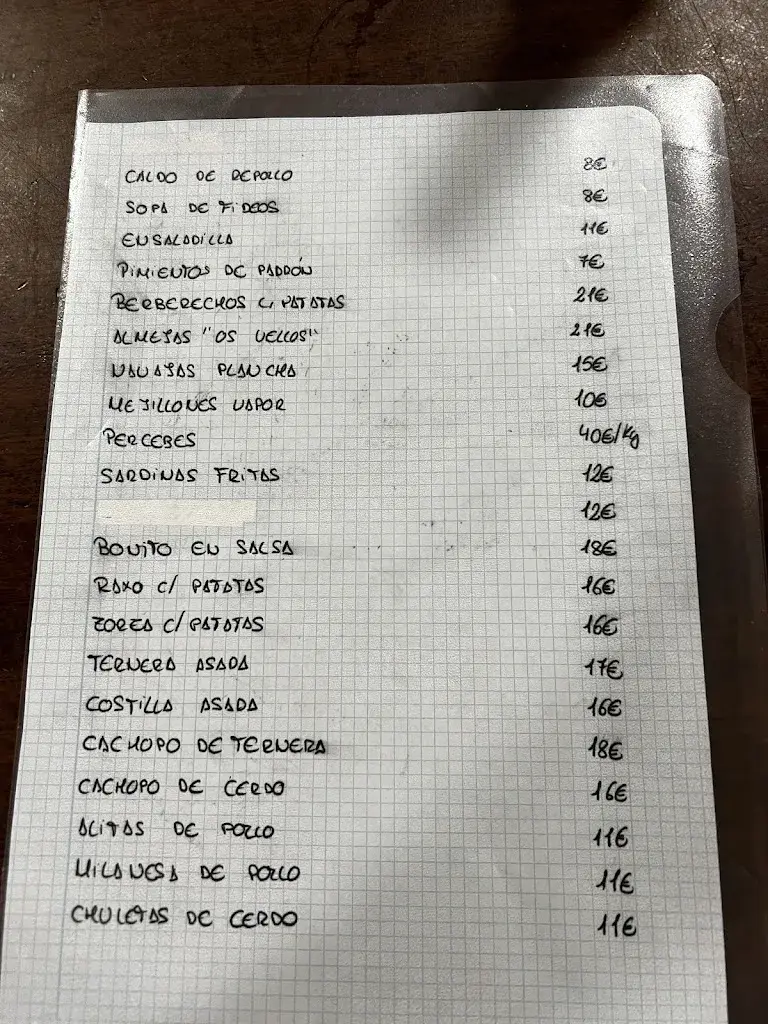 CALDO DE REPOLLO 8€
SOPA DE FIDEOS 8€
ENSALADILLA 11€
PIMIENTOS DE PADRÓN 7€
BERBERECHOS C/ PATATAS 21€
ALMEJAS "OS VELLOS" 21€
NAVAJAS PLANCHA 15€
MEJILLONES VAPOR 10€
PERCEBES 40€/Kg
SARDINAS FRITAS 12€
12€
BONITO EN SALSA 18€
RAXO C/ PATATAS 16€
ZORZA C/ PATATAS 16€
TERNERA ASADA 17€
COSTILLA ASADA 16€
CACHOPO DE TERNERA 18€
CACHOPO DE CERDO 16€
ALITAS DE POLLO 11€
MILANESA DE POLLO 11€
CHULETAS DE CERDO 11€